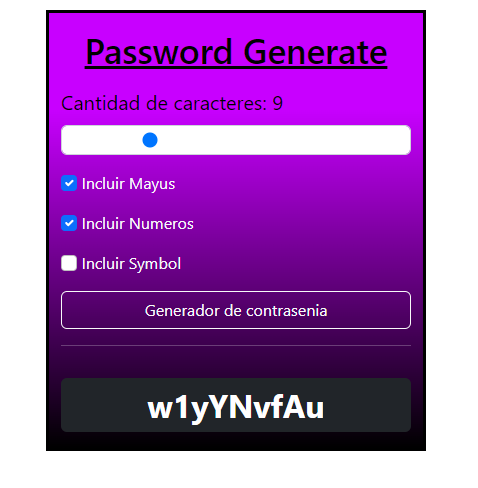 Password Generate
Cantidad de caracteres: 9
Incluir Mayus
Incluir Numeros
Incluir Symbol
Generador de contrasenia
w1yYNvfAu